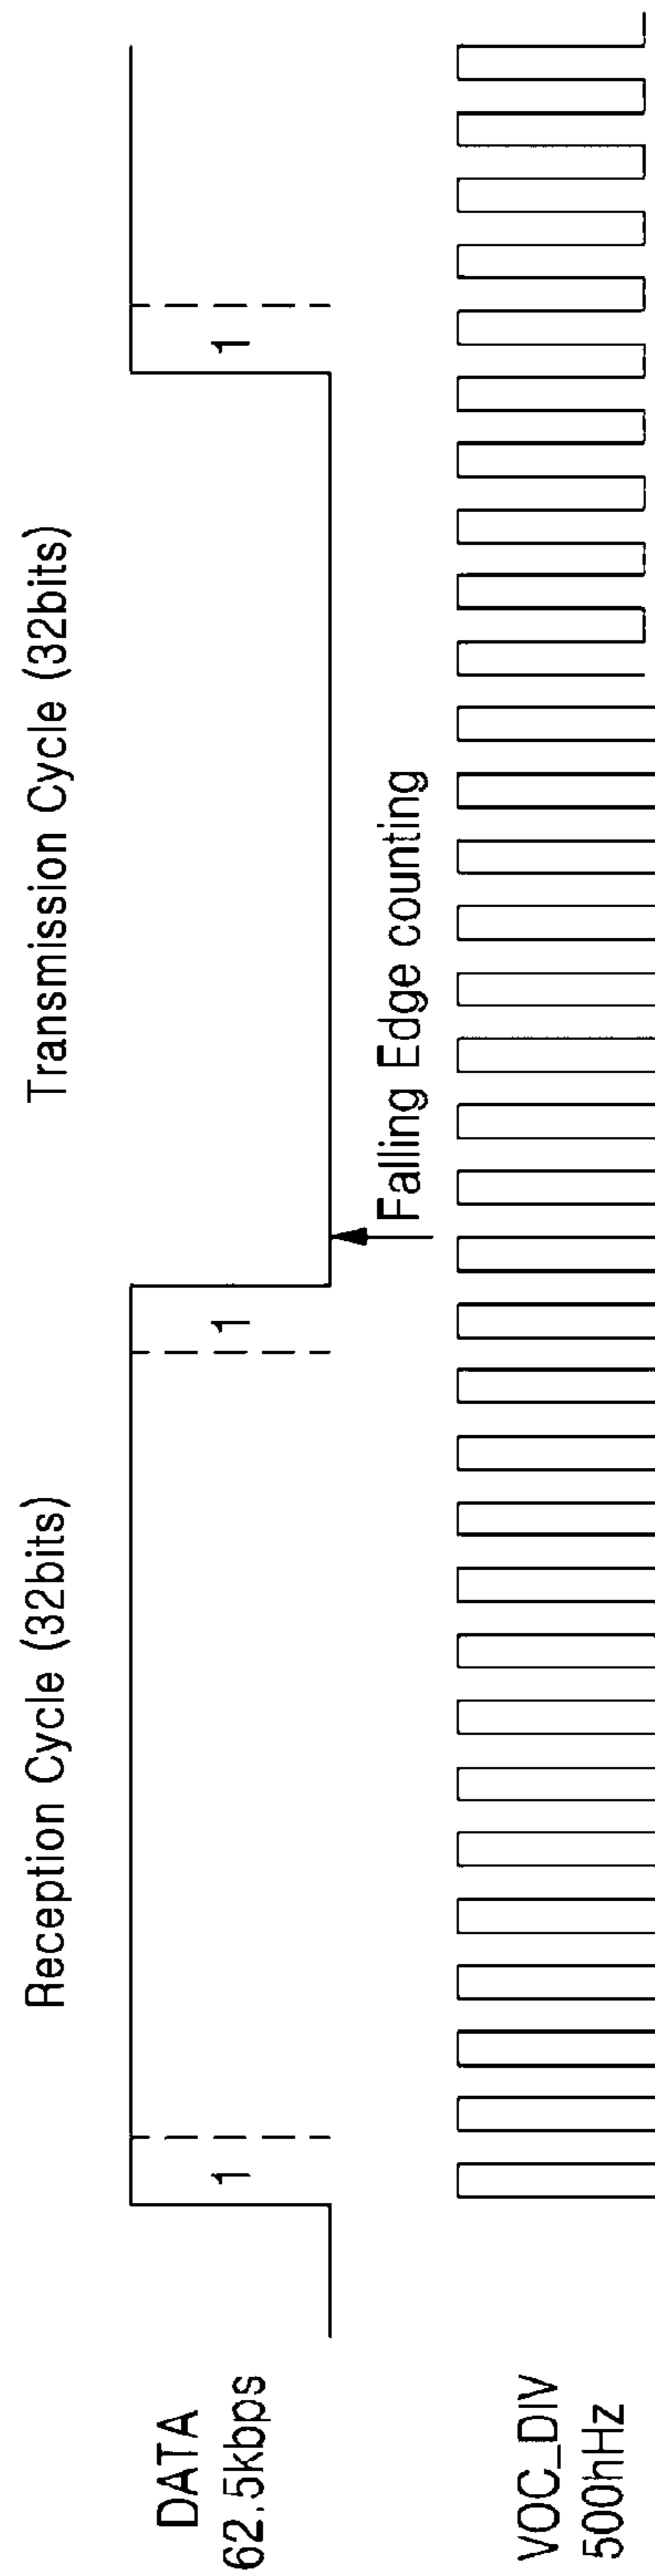 Reception Cycle (32bits)
Transmission Cycle (32bits)
DATA
62.5kbps
1
1
1
Falling Edge counting
VOC_DIV
500hHz